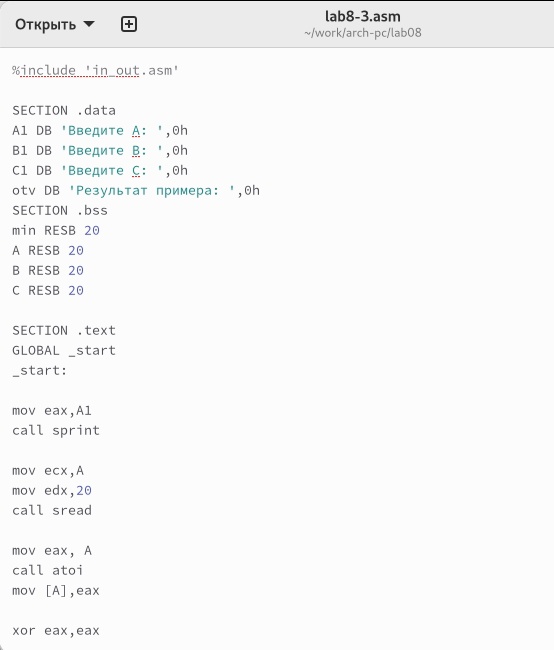 Открыть
lab8-3.asm
~/work/arch-pc/lab08
%include 'in_out.asm'
SECTION .data
A1 DB 'Введите A: ',0h
B1 DB 'Введите B: ',0h
C1 DB 'Введите C: ',0h
otv DB 'Результат примера: ',0h
SECTION .bss
min RESB 20
A RESB 20
B RESB 20
C RESB 20
SECTION .text
GLOBAL _start
_start:
mov eax,A1
call sprint
mov ecx,A
mov edx,20
call sread
mov eax, A
call atoi
mov [A],eax
xor eax,eax